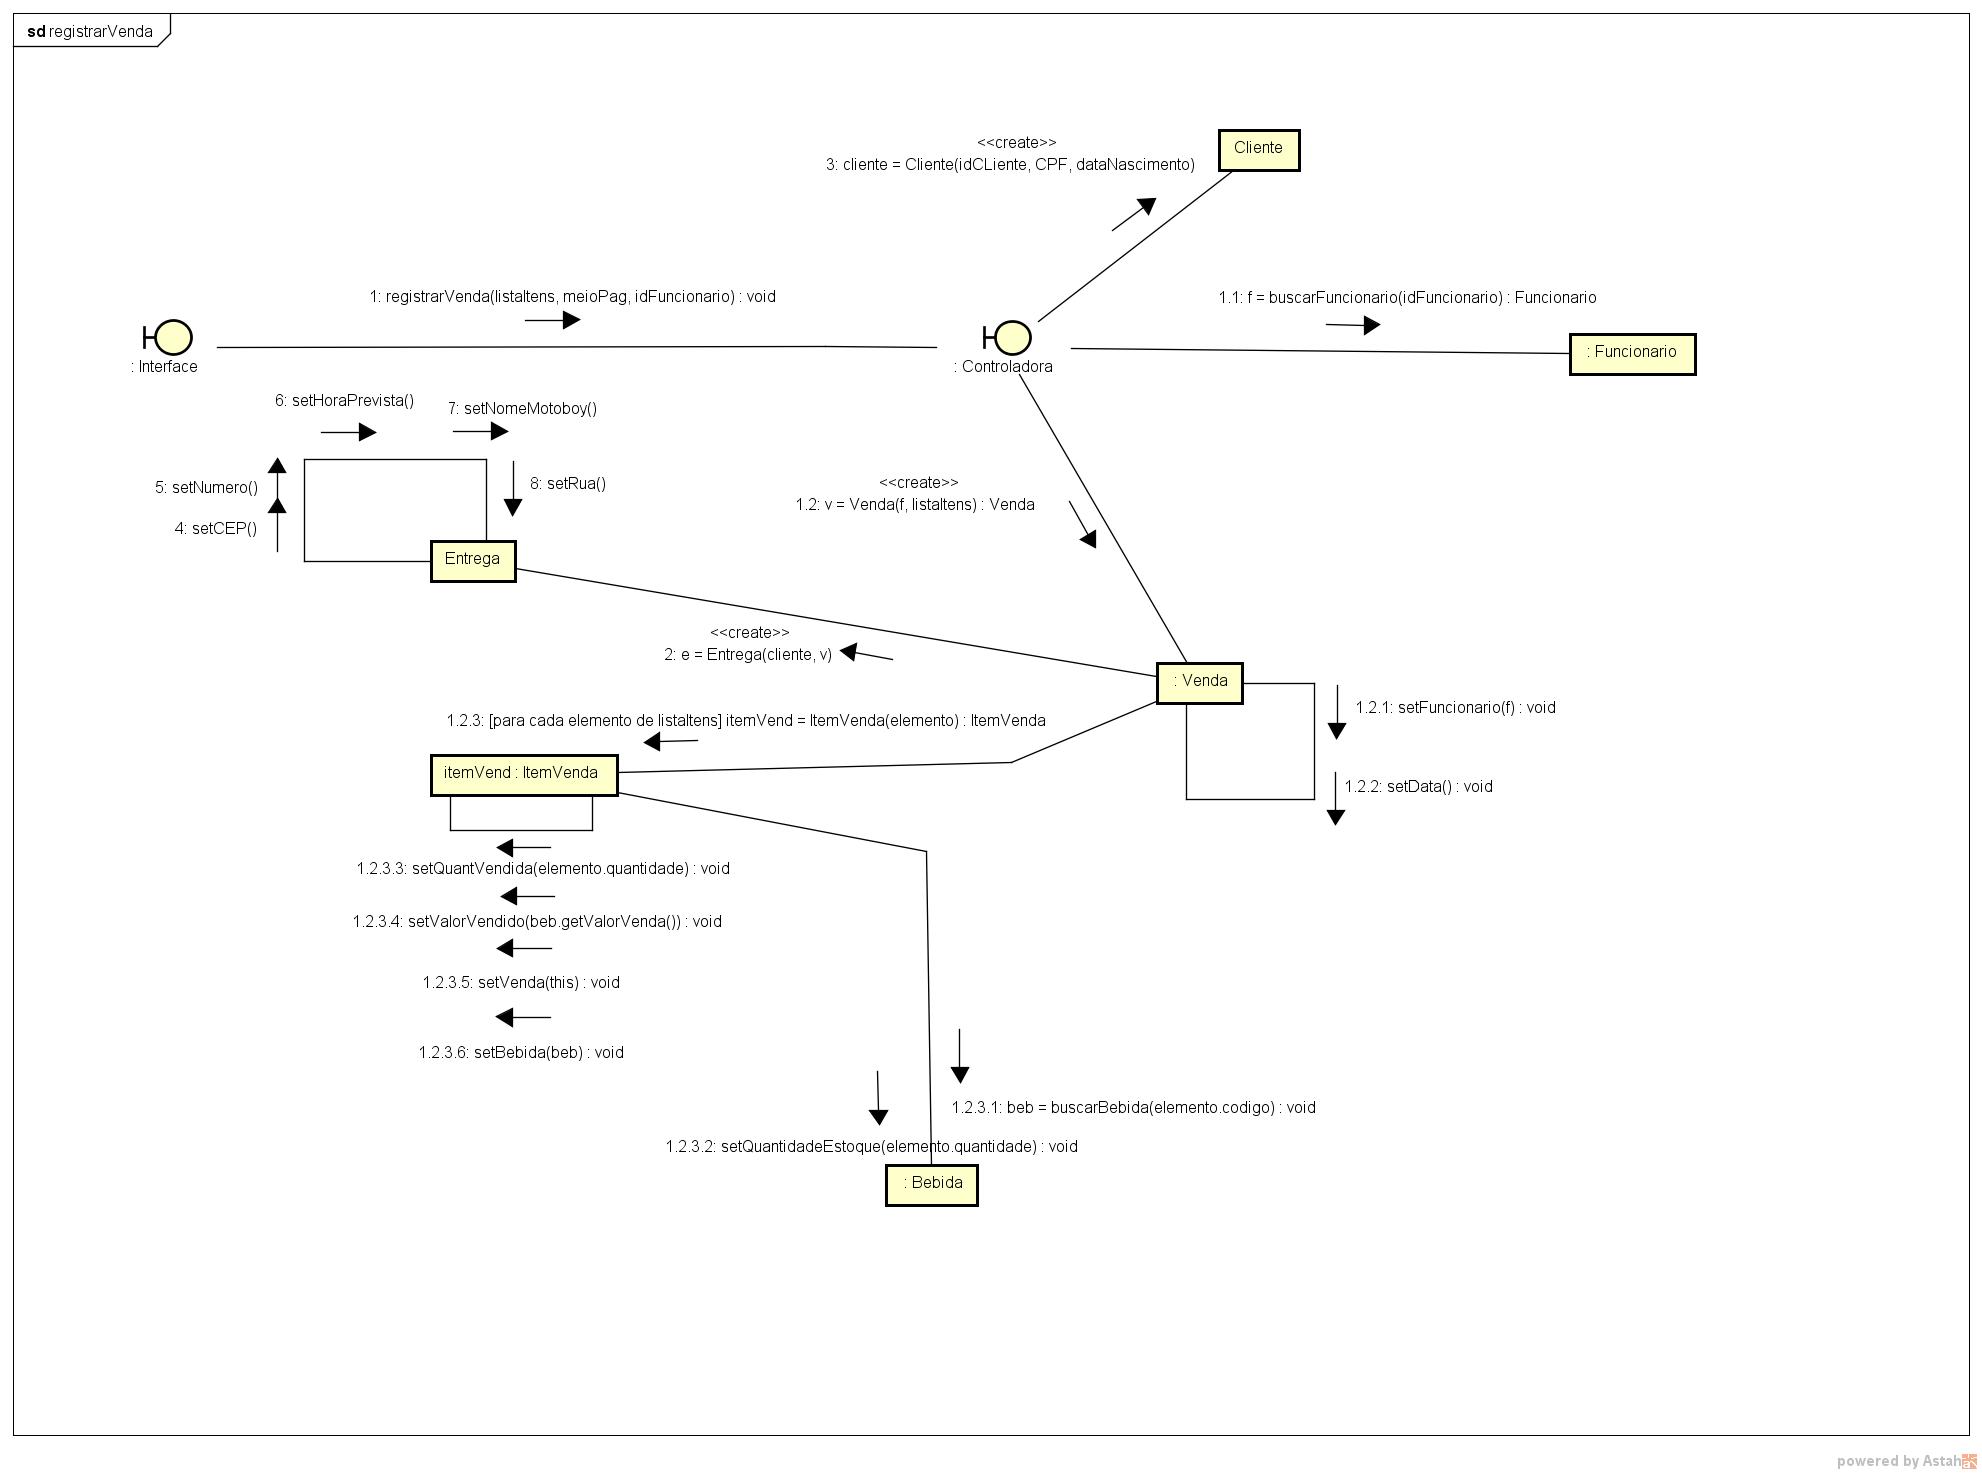 sd registrarVenda
<<create>>
3: cliente = Cliente(idCLiente, CPF, dataNascimento)
Cliente
1: registrarVenda(listaItens, meioPag, idFuncionario) : void
1.1: f = buscarFuncionario(idFuncionario) : Funcionario
: Interface
: Controladora
: Funcionario
6: setHoraPrevista()
7: setNomeMotoboy()
5: setNumero()
8: setRua()
4: setCEP()
<<create>>
1.2: v = Venda(f, listaItens) : Venda
Entrega
<<create>>
2: e = Entrega(cliente, v)
: Venda
1.2.1: setFuncionario(f) : void
1.2.3: [para cada elemento de listaItens] itemVend = ItemVenda(elemento) : ItemVenda
itemVend : ItemVenda
1.2.2: setData() : void
1.2.3.3: setQuantVendida(elemento.quantidade) : void
1.2.3.4: setValorVendido(beb.getValorVenda()) : void
1.2.3.5: setVenda(this) : void
1.2.3.6: setBebida(beb) : void
1.2.3.1: beb = buscarBebida(elemento.codigo) : void
1.2.3.2: setQuantidadeEstoque(elemento.quantidade) : void
: Bebida
powered by Astah